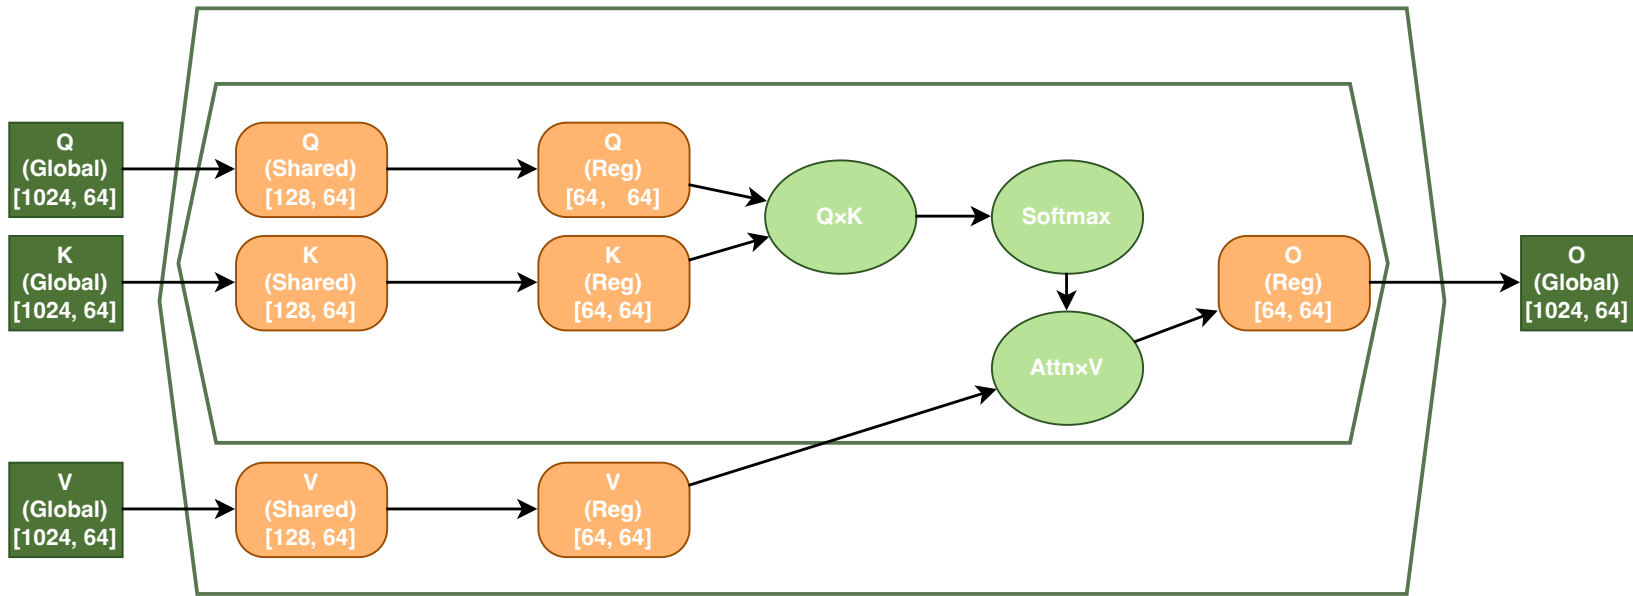 Q
(Global)
[1024, 64]
Q
(Shared)
[128, 64]
Q
(Reg)
[64, 64]
K
(Global)
[1024, 64]
K
(Shared)
[128, 64]
K
(Reg)
[64, 64]
Q×K
Softmax
Attn×V
O
(Reg)
[64, 64]
O
(Global)
[1024, 64]
V
(Global)
[1024, 64]
V
(Shared)
[128, 64]
V
(Reg)
[64, 64]